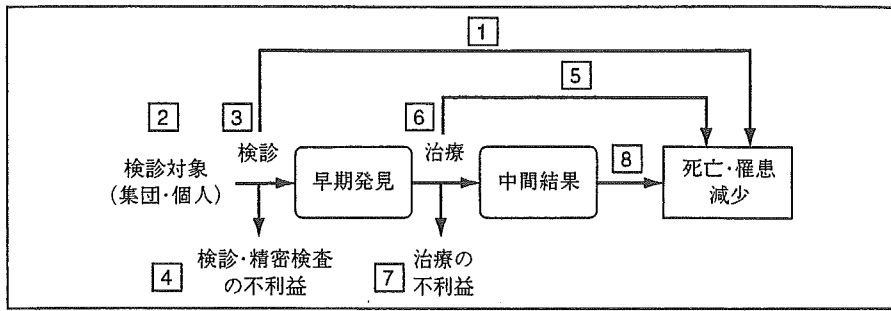 1
5
2
3
6
検診対象
(集団・個人)
検診
早期発見
治療
中間結果
8
死亡・罹患
減少
4
検診・精密検査
の不利益
7
治療の
不利益